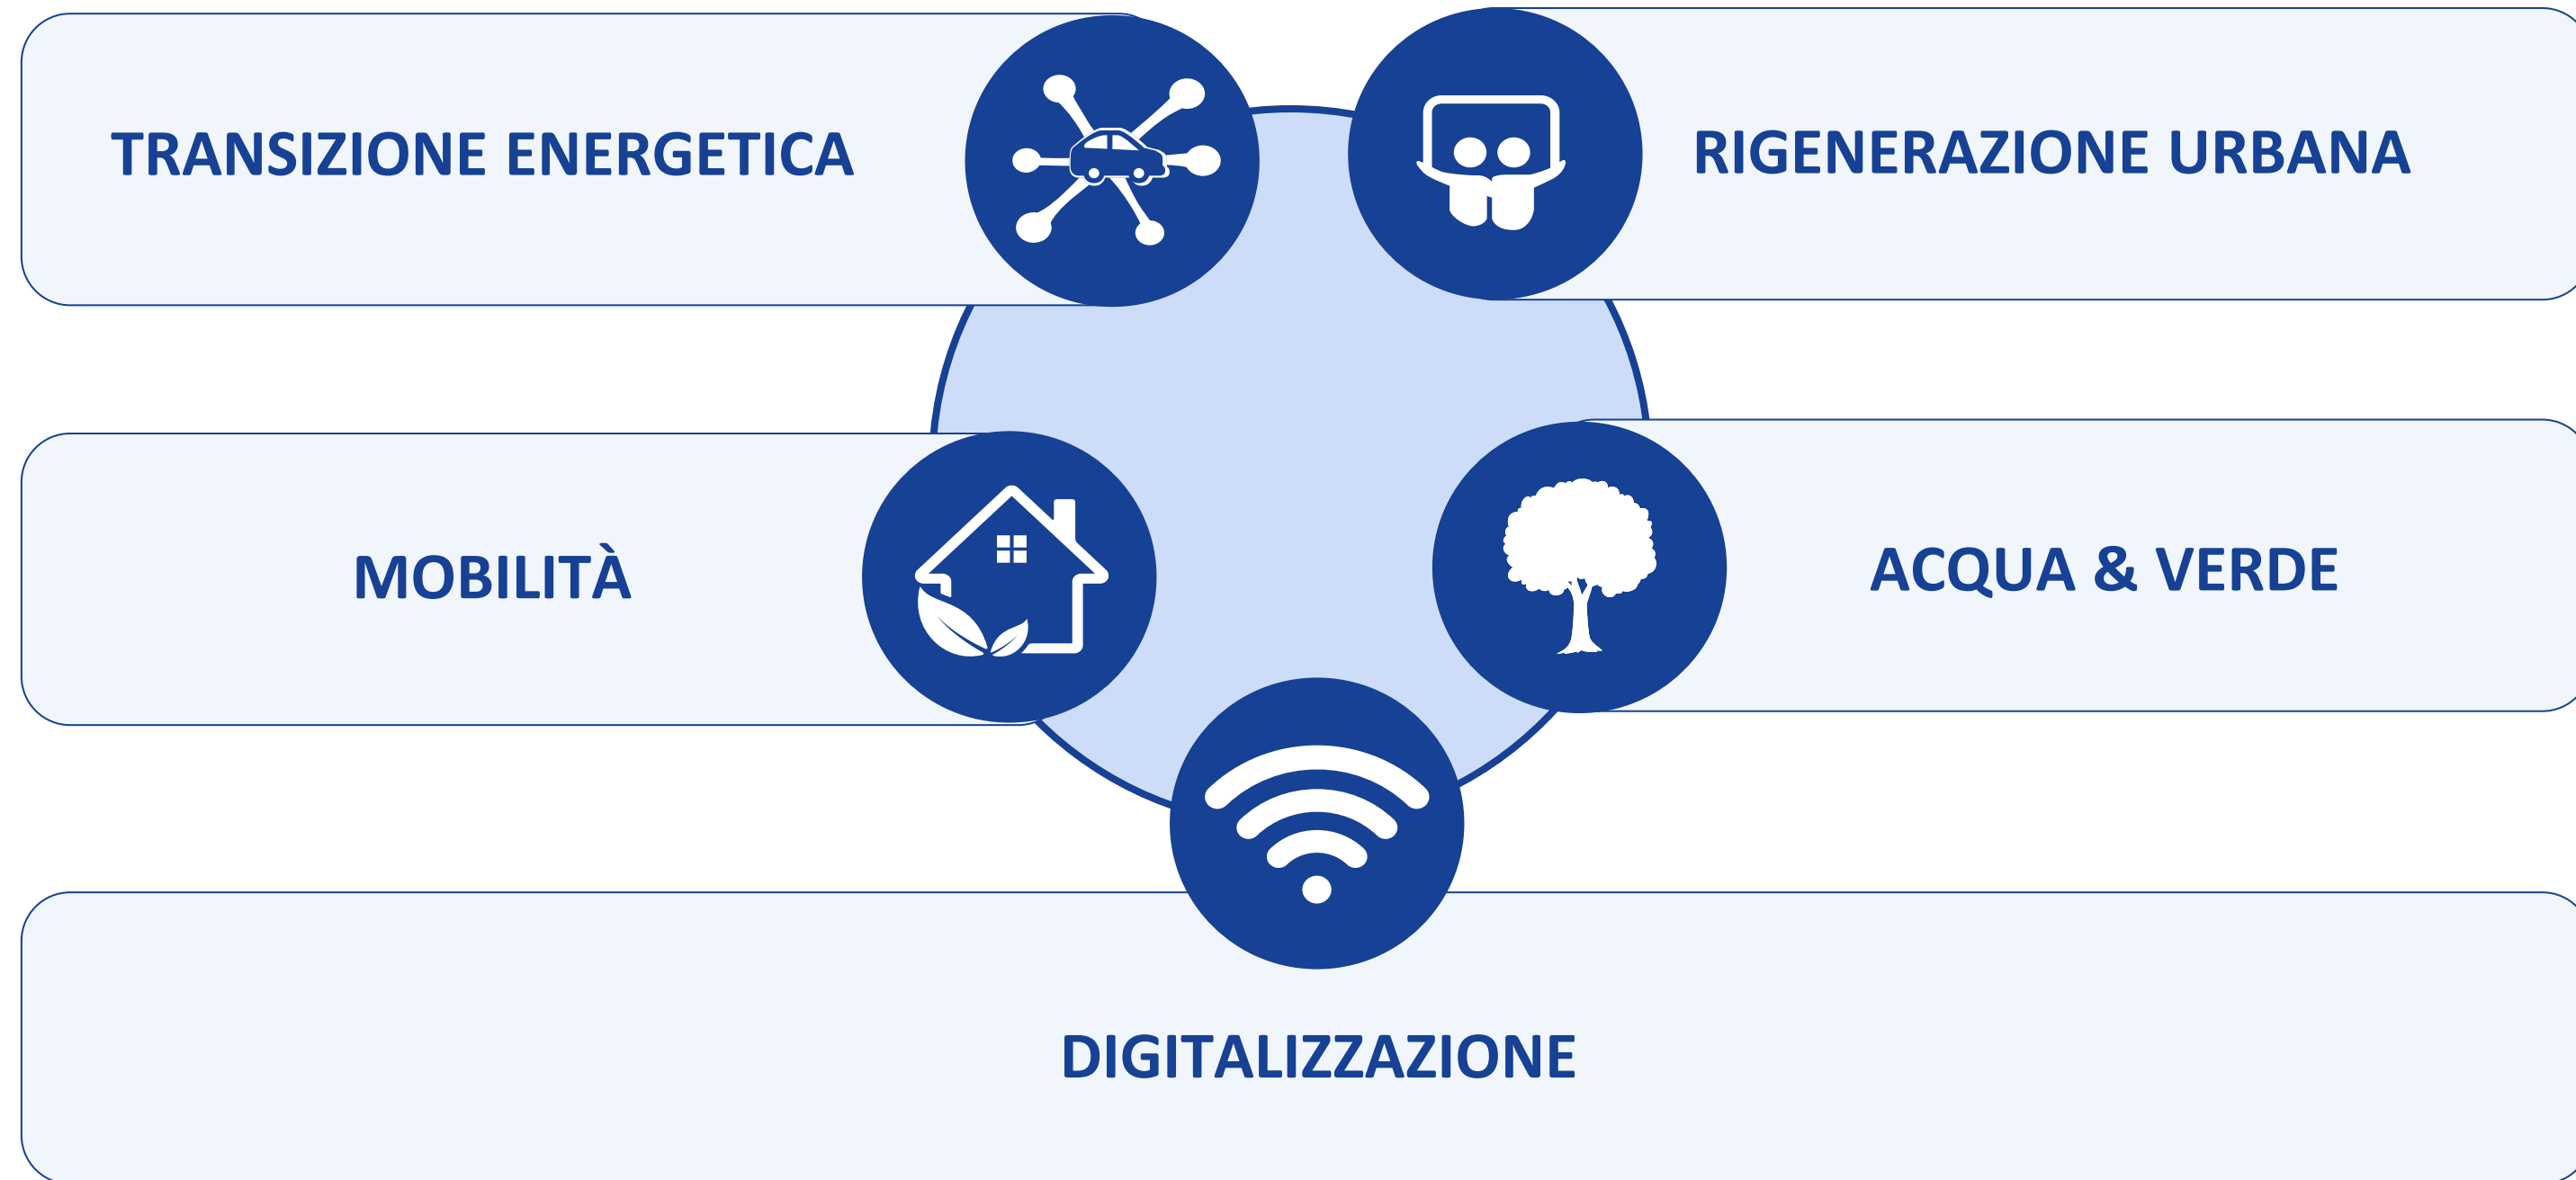 TRANSIZIONE ENERGETICA
RIGENERAZIONE URBANA
MOBILITÀ
ACQUA & VERDE
DIGITALIZZAZIONE